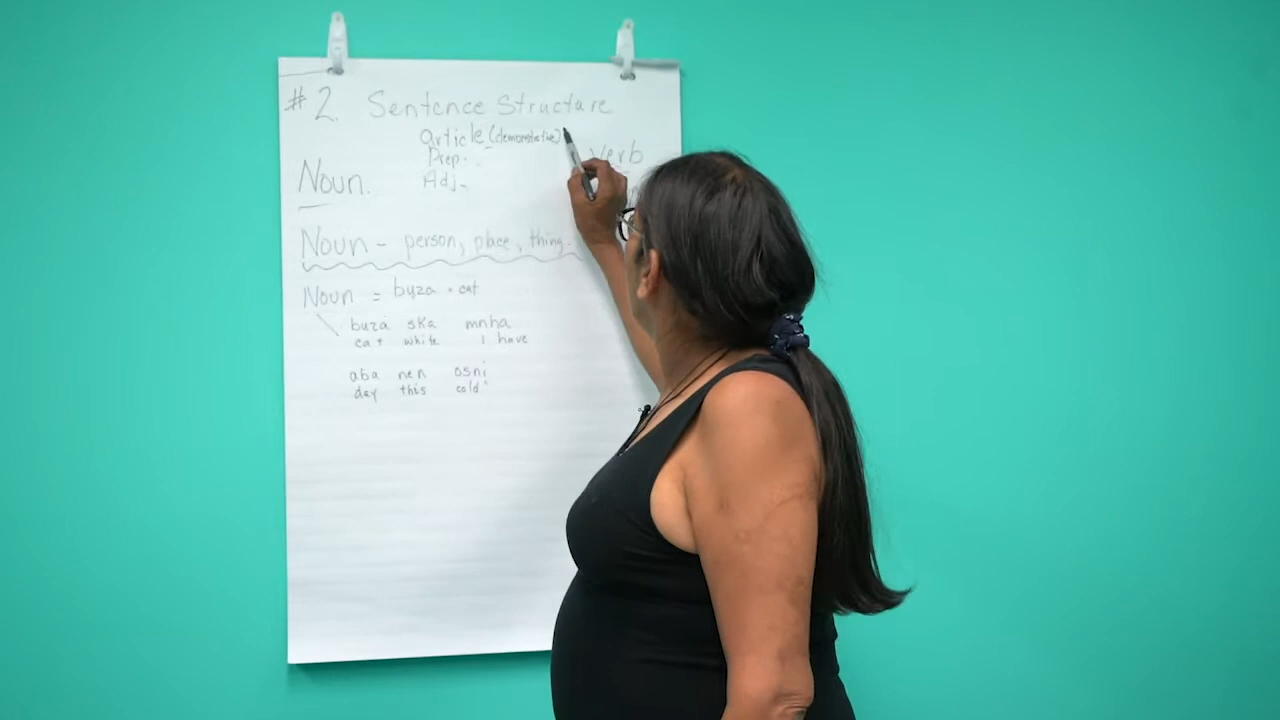 #2. Sentence Structure
article (demonstrative)
Prep.
verb
Noun.
Adj.
Noun - person, place, thing.
Noun = buza - cat
buza ska mnha
cat white I have
aba nen osni
day this cold